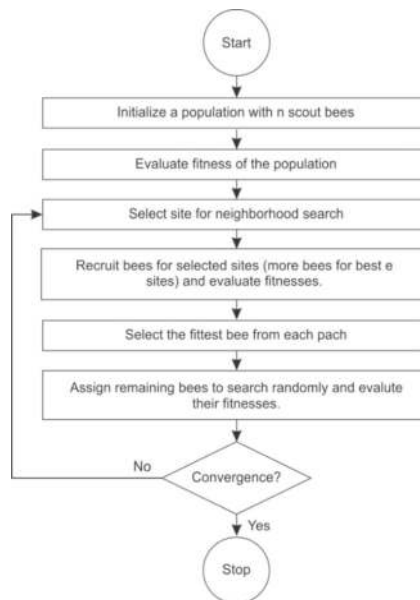 Start
Initialize a population with n scout bees
Evaluate fitness of the population
Select site for neighborhood search
Recruit bees for selected sites (more bees for best e
sites) and evaluate fitnesses.
Select the fittest bee from each pach
Assign remaining bees to search randomly and evalute
their fitnesses.
No
Convergence?
Yes
Stop